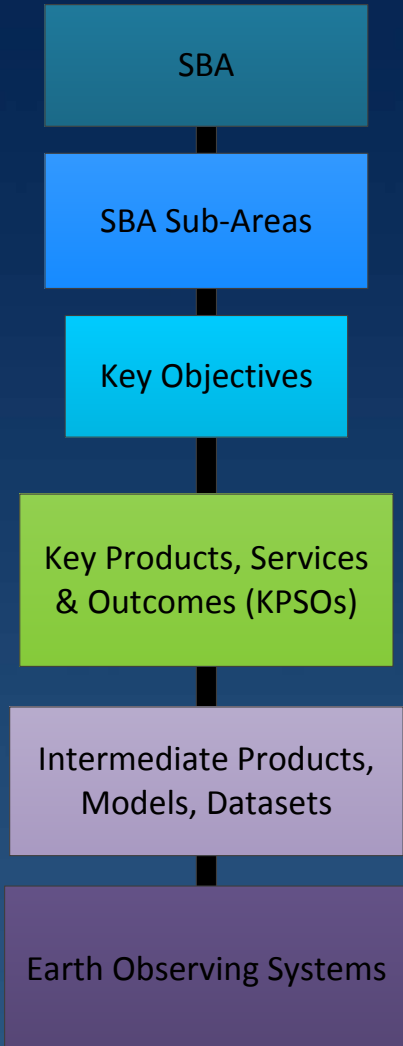 SBA
SBA Sub-Areas
Key Objectives
Key Products, Services
& Outcomes (KPSOs)
Intermediate Products,
Models, Datasets
Earth Observing Systems